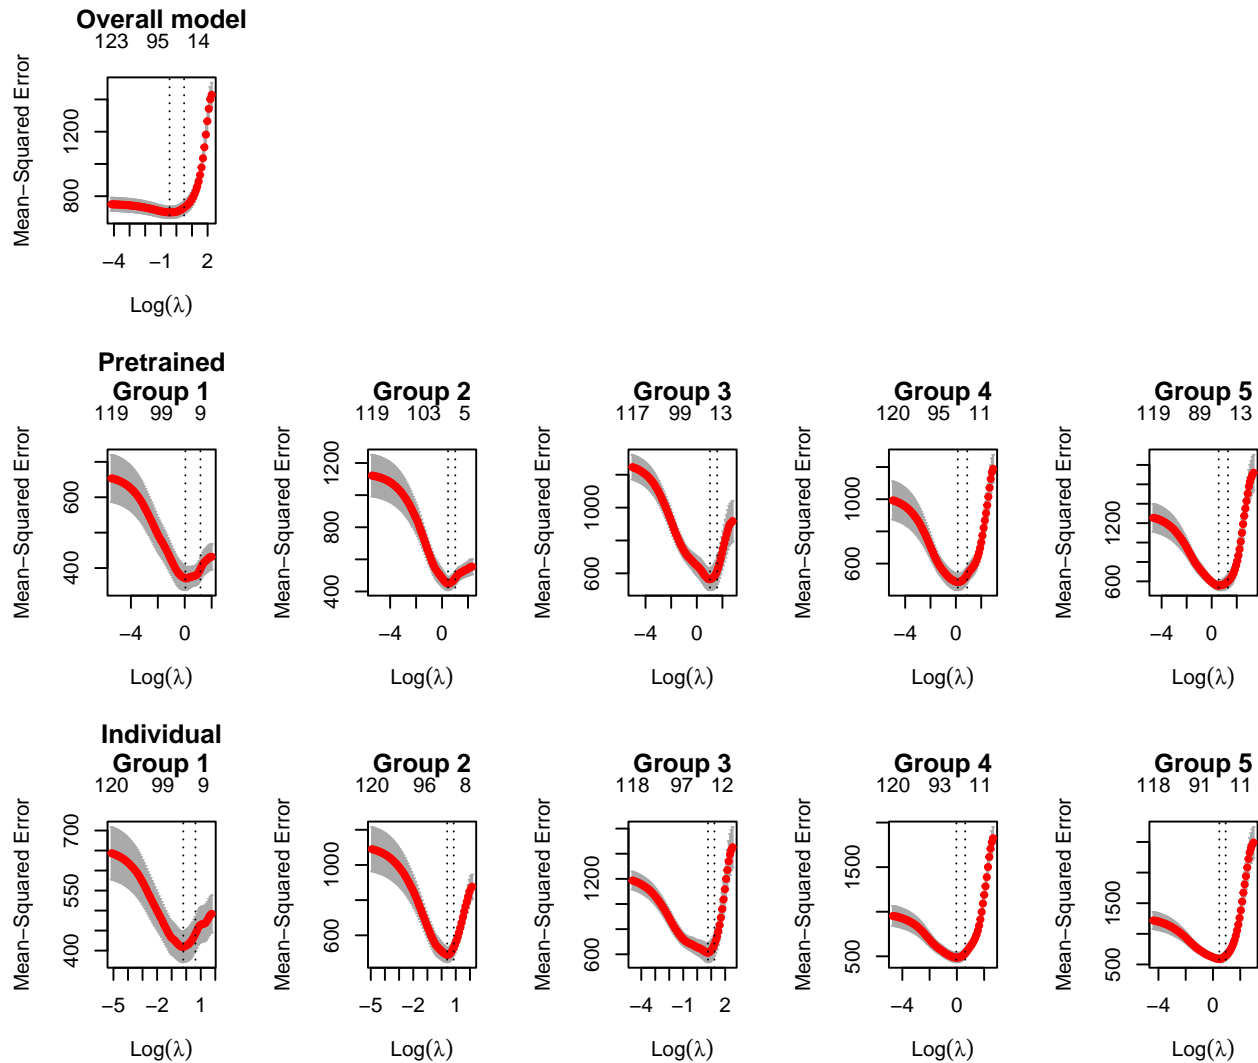 Overall model
123 95 14
Mean−Squared Error
800 1200
−4 −1 2
Log(λ)
Pretrained
Group 1
119 99 9
Mean−Squared Error
400 600
−4 0
Log(λ)
Group 2
119 103 5
Mean−Squared Error
400 800 1200
−4 0
Log(λ)
Group 3
117 99 13
Mean−Squared Error
600 1000
−4 0
Log(λ)
Group 4
120 95 11
Mean−Squared Error
600 1000
−4 0
Log(λ)
Group 5
119 89 13
Mean−Squared Error
600 1200
−4 0
Log(λ)
Individual
Group 1
120 99 9
Mean−Squared Error
400 550 700
−5 −2 1
Log(λ)
Group 2
120 96 8
Mean−Squared Error
600 1000
−5 −2 1
Log(λ)
Group 3
118 97 12
Mean−Squared Error
600 1200
−4 −1 2
Log(λ)
Group 4
120 93 11
Mean−Squared Error
500 1500
−4 0
Log(λ)
Group 5
118 91 11
Mean−Squared Error
500 1500
−4 0
Log(λ)